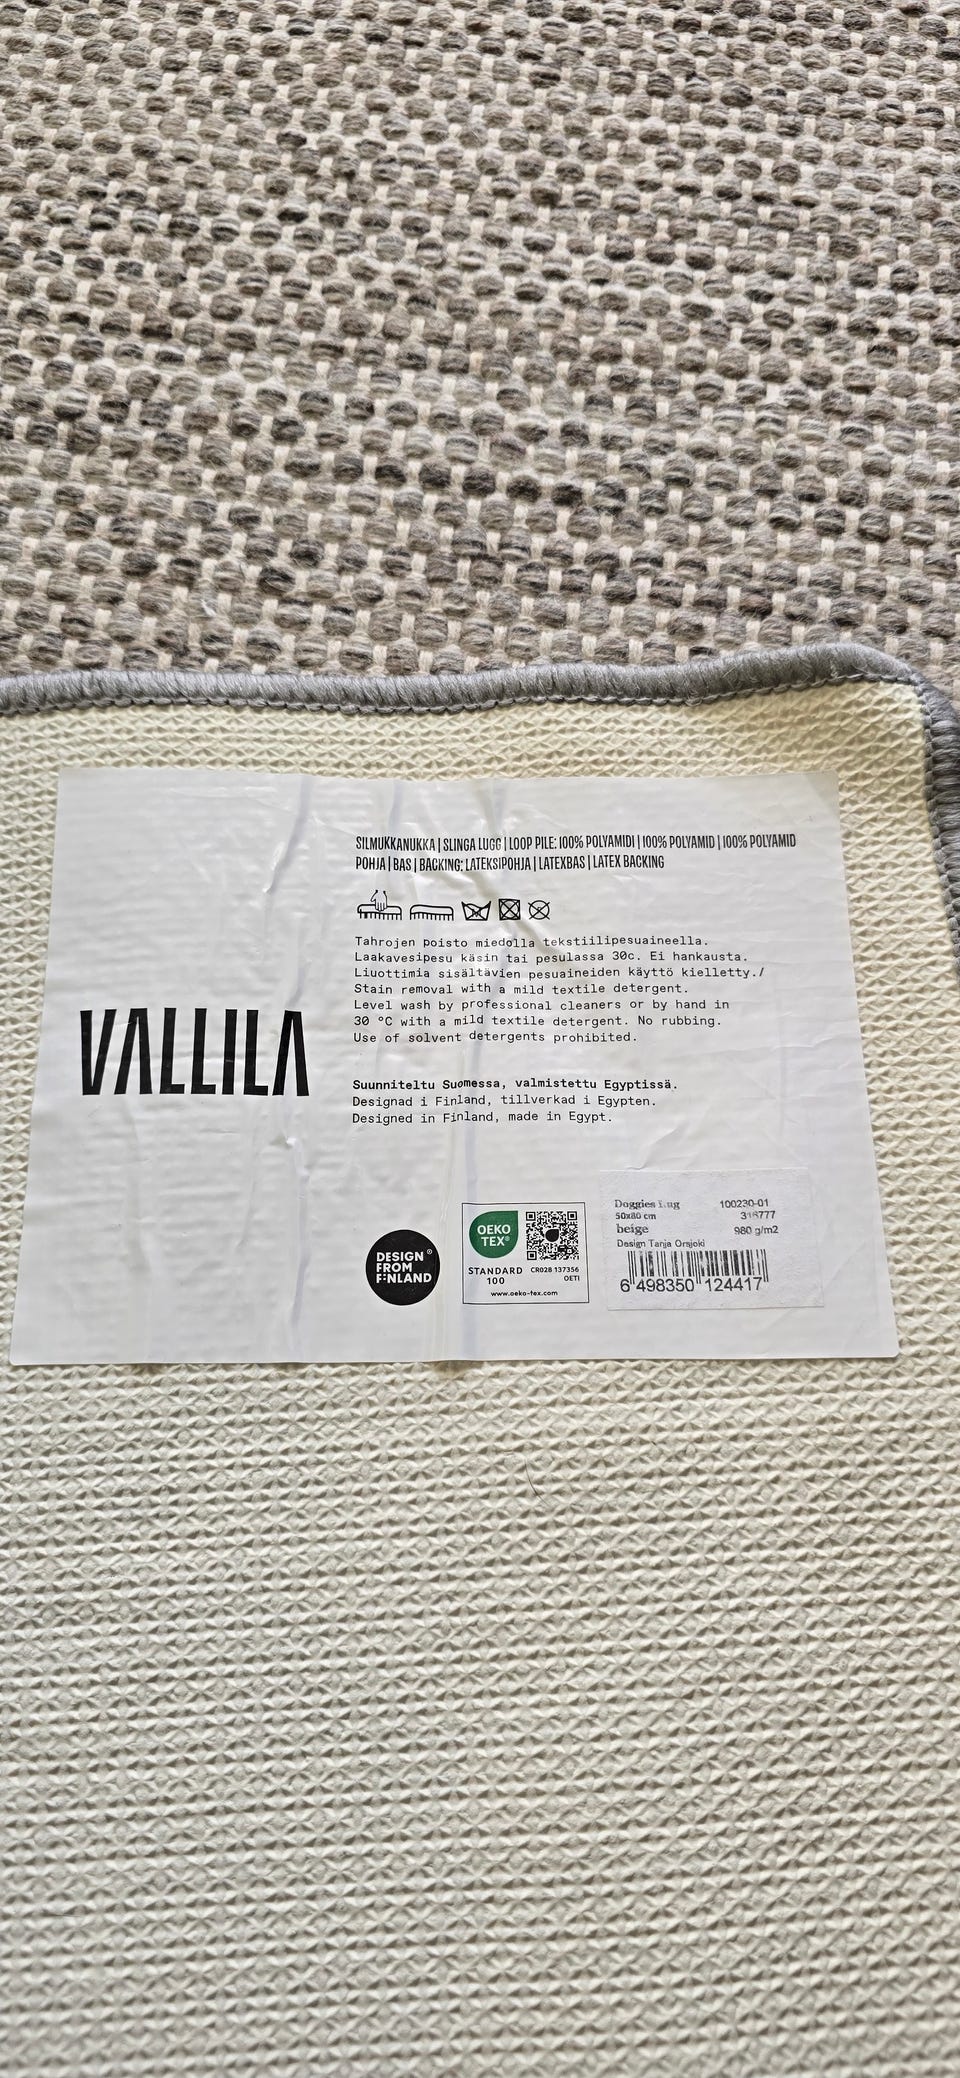 SILMUKKANUKKA | SLINGA LUGG | LOOP PILE: 100% POLYAMIDI | 100% POLYAMID | 100% POLYAMID
POHJA | BAS | BACKING: LATEKSIPOHJA | LATEXBAS | LATEX BACKING
Tahrojen poisto miedolla tekstiilipesuaineella.
Laakavesipesu käsin tai pesulassa 30c. Ei hankausta.
Liuottimia sisältävien pesuaineiden käyttö kielletty./
Stain removal with a mild textile detergent.
Level wash by professional cleaners or by hand in
30 °C with a mild textile detergent. No rubbing.
Use of solvent detergents prohibited.
VALLILA
Suunniteltu Suomessa, valmistettu Egyptissä.
Designad i Finland, tillverkad i Egypten.
Designed in Finland, made in Egypt.
DESIGN®
FROM
FINLAND
OEKO
TEX®
STANDARD
100
CR028 137356
OETI
www.oeko-tex.com
Doggies 100230-01
50x80 cm
beige 980 g/m2
Design Tanja Orsjoki
6 498350 124417